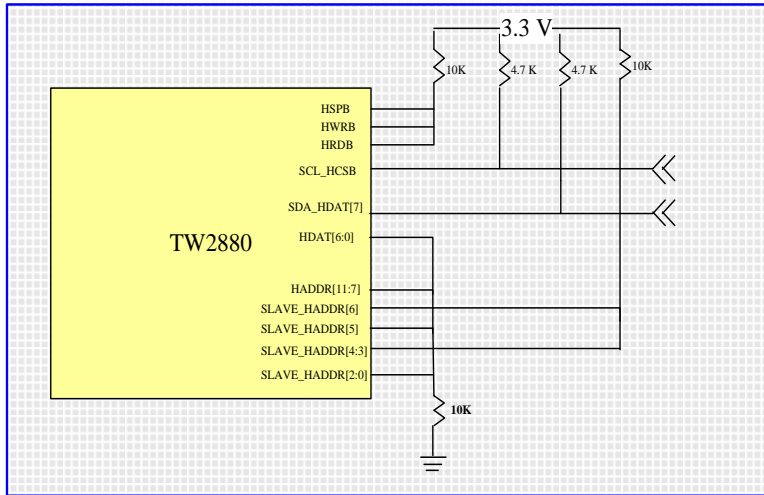 3.3 V
10K
4.7 K
4.7 K
10K
HSPB
HWRB
HRDB
SCL_HCSB
SDA_HDAT[7]
HDAT[6:0]
TW2880
HADDR[11:7]
SLAVE_HADDR[6]
SLAVE_HADDR[5]
SLAVE_HADDR[4:3]
SLAVE_HADDR[2:0]
10K